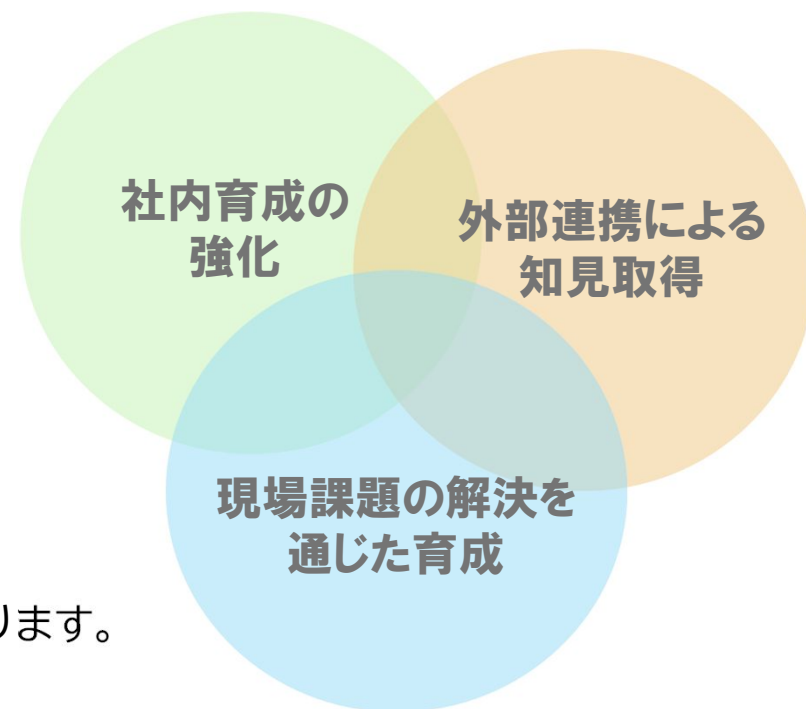 社内育成の
強化
外部連携による
知見取得
現場課題の解決を
通じた育成
ります。